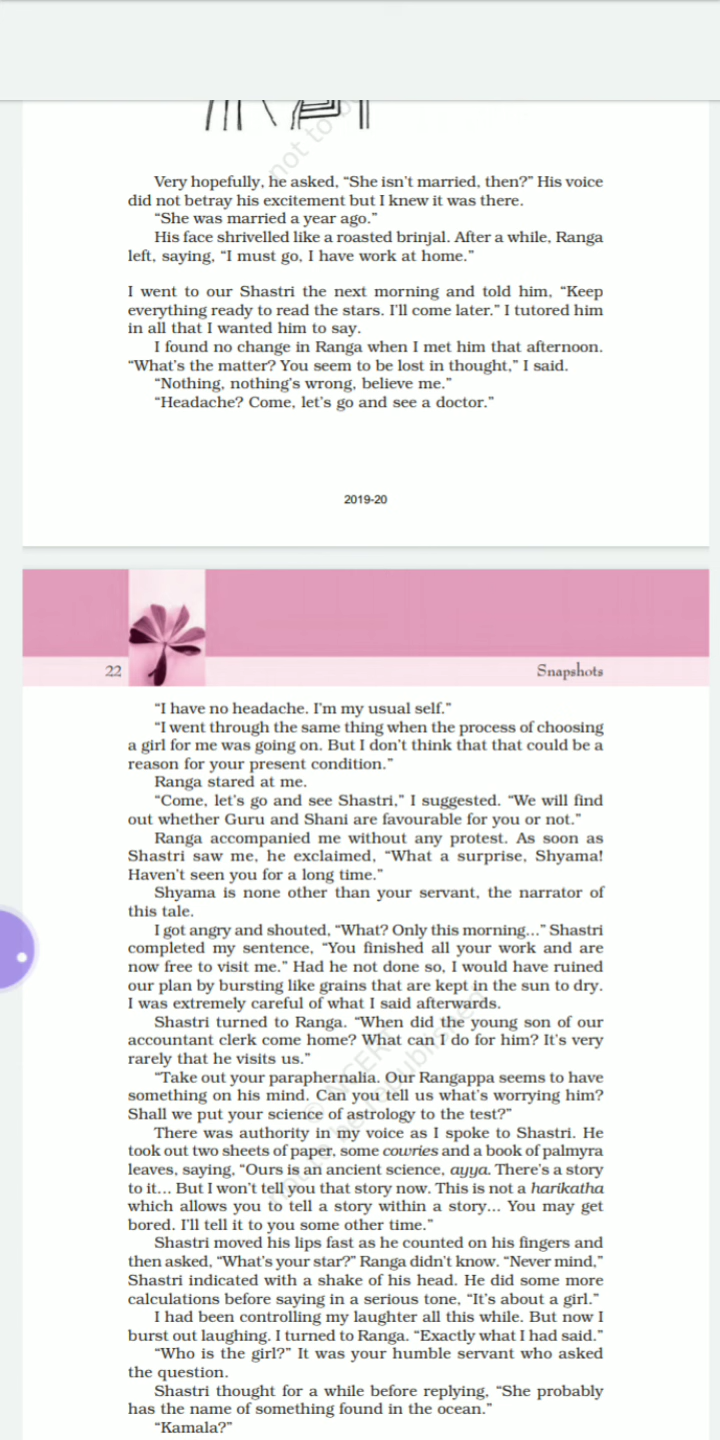 not to b
Very hopefully, he asked, “She isn't married, then?” His voice
did not betray his excitement but I knew it was there.
“She was married a year ago.”
His face shrivelled like a roasted brinjal. After a while, Ranga
left, saying, “I must go, I have work at home.”
I went to our Shastri the next morning and told him, “Keep
everything ready to read the stars. I'll come later.” I tutored him
in all that I wanted him to say.
I found no change in Ranga when I met him that afternoon.
“What's the matter? You seem to be lost in thought,” I said.
“Nothing, nothing's wrong, believe me.”
“Headache? Come, let's go and see a doctor.”
2019-20
22
Snapshots
“I have no headache. I'm my usual self.”
“I went through the same thing when the process of choosing
a girl for me was going on. But I don't think that that could be a
reason for your present condition.”
Ranga stared at me.
“Come, let's go and see Shastri,” I suggested. “We will find
out whether Guru and Shani are favourable for you or not.”
Ranga accompanied me without any protest. As soon as
Shastri saw me, he exclaimed, “What a surprise, Shyama!
Haven't seen you for a long time.”
Shyama is none other than your servant, the narrator of
this tale.
I got angry and shouted, “What? Only this morning...” Shastri
completed my sentence, “You finished all your work and are
now free to visit me.” Had he not done so, I would have ruined
our plan by bursting like grains that are kept in the sun to dry.
I was extremely careful of what I said afterwards.
Shastri turned to Ranga. “When did the young son of our
accountant clerk come home? What can I do for him? It's very
rarely that he visits us.”
“Take out your paraphernalia. Our Rangappa seems to have
something on his mind. Can you tell us what's worrying him?
Shall we put your science of astrology to the test?”
There was authority in my voice as I spoke to Shastri. He
took out two sheets of paper, some cowries and a book of palmyra
leaves, saying, “Ours is an ancient science, ayya. There's a story
to it... But I won't tell you that story now. This is not a harikatha
which allows you to tell a story within a story... You may get
bored. I'll tell it to you some other time.”
Shastri moved his lips fast as he counted on his fingers and
then asked, “What's your star?” Ranga didn't know. “Never mind,”
Shastri indicated with a shake of his head. He did some more
calculations before saying in a serious tone, “It's about a girl.”
I had been controlling my laughter all this while. But now I
burst out laughing. I turned to Ranga. “Exactly what I had said.”
“Who is the girl?” It was your humble servant who asked
the question.
Shastri thought for a while before replying, “She probably
has the name of something found in the ocean.”
“Kamala?”
© NCERT
not to be republished